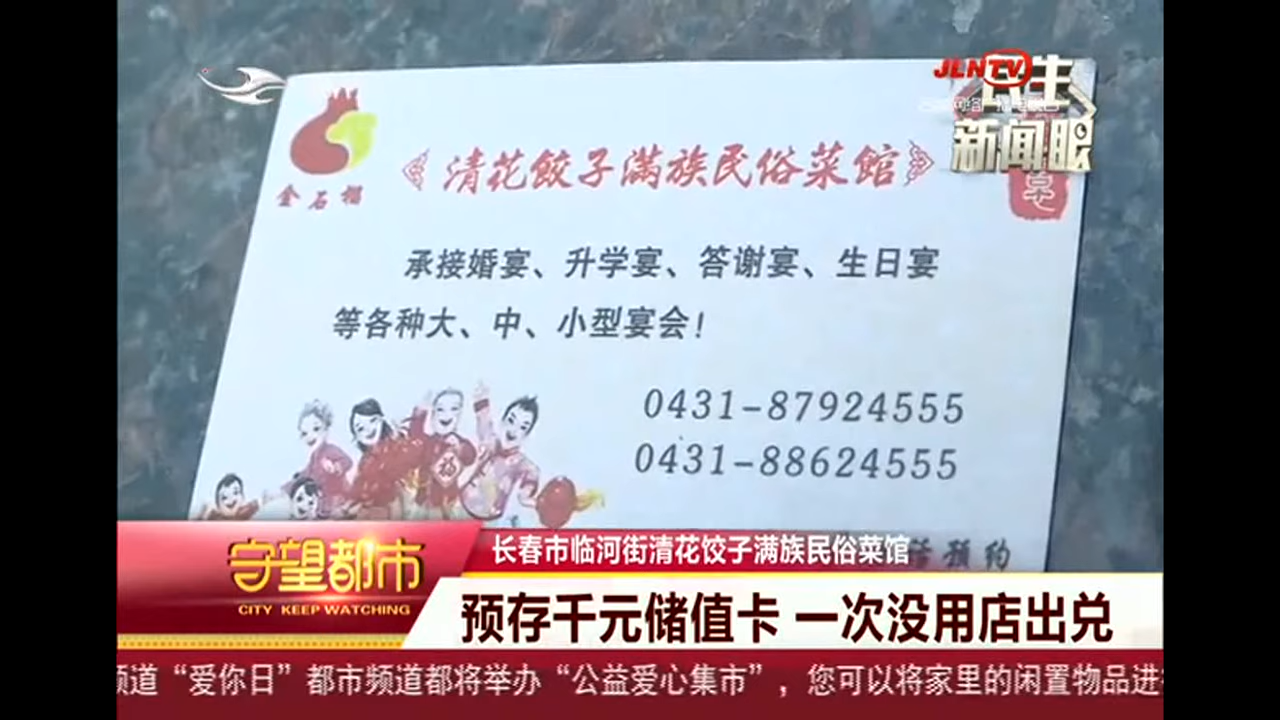 JLNTV
民生
新闻眼
金石榴
《清花餃子满族民俗菜馆》
承接婚宴、升学宴、答谢宴、生日宴
等各种大、中、小型宴会!
0431-87924555
0431-88624555
福
预约
守望都市
CITY KEEP WATCHING
长春市临河街清花饺子满族民俗菜馆
预存千元储值卡 一次没用店出兑
频道“爱你日”都市频道都将举办“公益爱心集市”,您可以将家里的闲置物品进